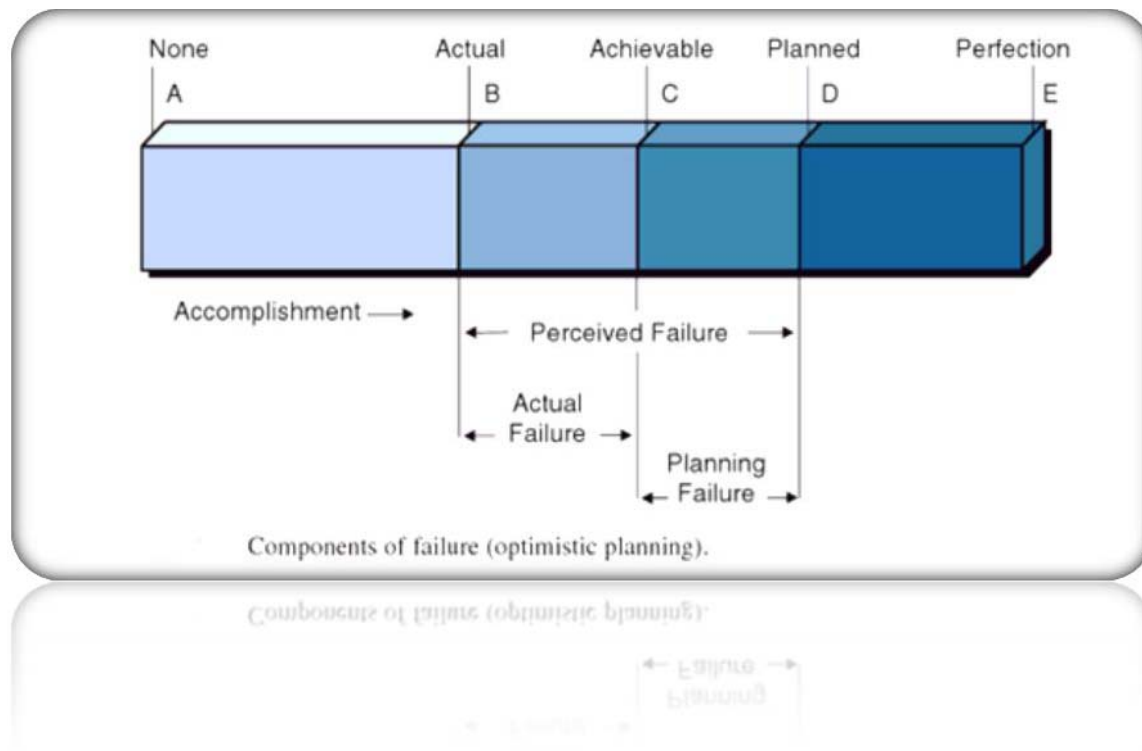 None Actual Achievable Planned Perfection
A B C D E
Accomplishment
Perceived Failure
Actual
Failure
Planning
Failure
Components of failure (optimistic planning).